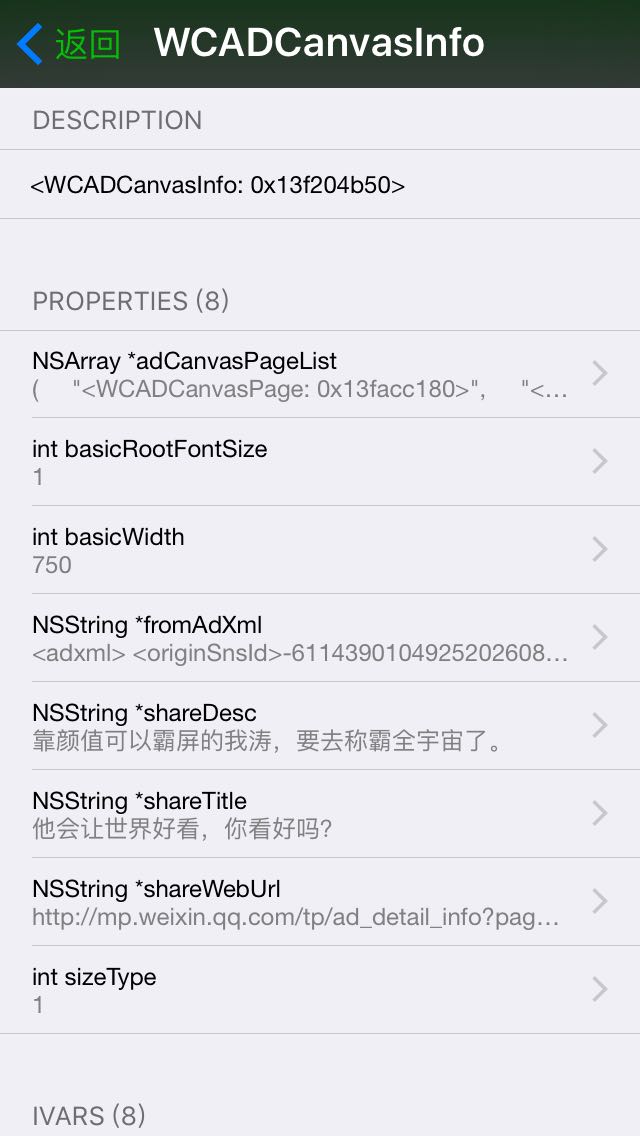 返回 WCADCanvasInfo
DESCRIPTION
<WCADCanvasInfo: 0x13f204b50>
PROPERTIES (8)
NSArray *adCanvasPageList
( "<WCADCanvasPage: 0x13facc180>", "<…
int basicRootFontSize
1
int basicWidth
750
NSString *fromAdXml
<adxml> <originSnsId>-6114390104925202608…
NSString *shareDesc
靠颜值可以霸屏的我涛，要去称霸全宇宙了。
NSString *shareTitle
他会让世界好看，你看好吗?
NSString *shareWebUrl
http://mp.weixin.qq.com/tp/ad_detail_info?pag…
int sizeType
1
IVARS (8)